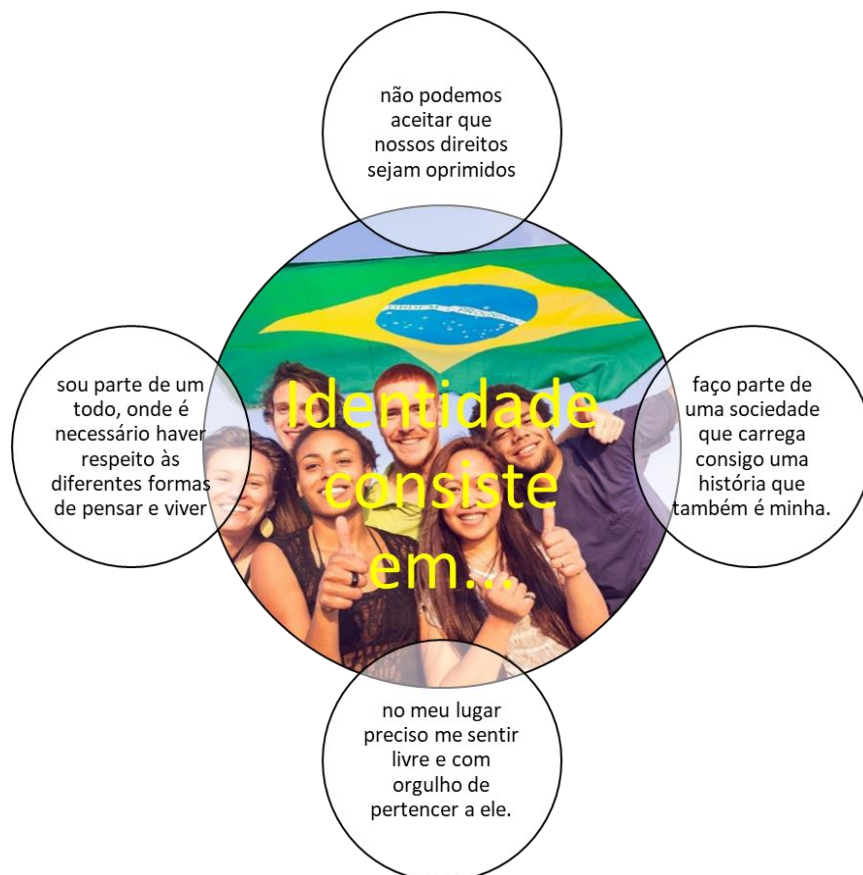 não podemos
aceitar que
nossos direitos
sejam oprimidos
Identidade
consiste
em...
sou parte de um
todo, onde é
necessário haver
respeito às
diferentes formas
de pensar e viver
faço parte de
uma sociedade
que carrega
consigo uma
história que
também é minha.
no meu lugar
preciso me sentir
livre e com
orgulho de
pertencer a ele.